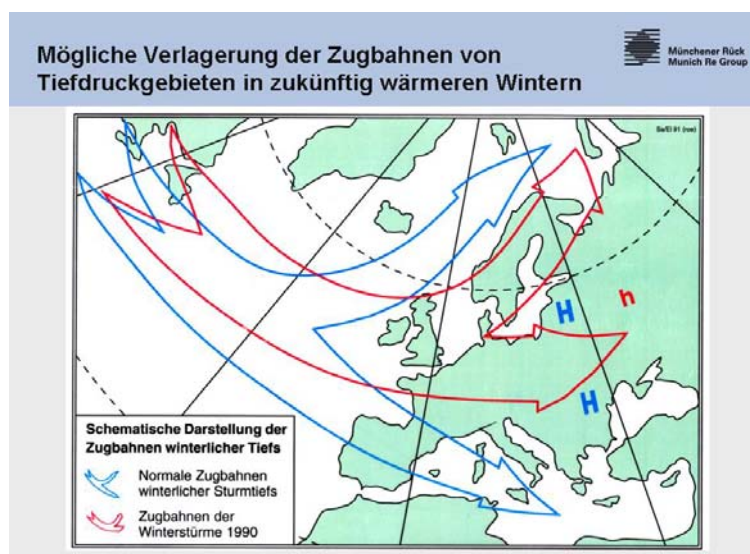 Mögliche Verlagerung der Zugbahnen von
Tiefdruckgebieten in zukünftig wärmeren Wintern
Münchener Rück
Munich Re Group
H
h
H
Schematische Darstellung der
Zugbahnen winterlicher Tiefs
Normale Zugbahnen
winterlicher Sturmtiefs
Zugbahnen der
Winterstürme 1990